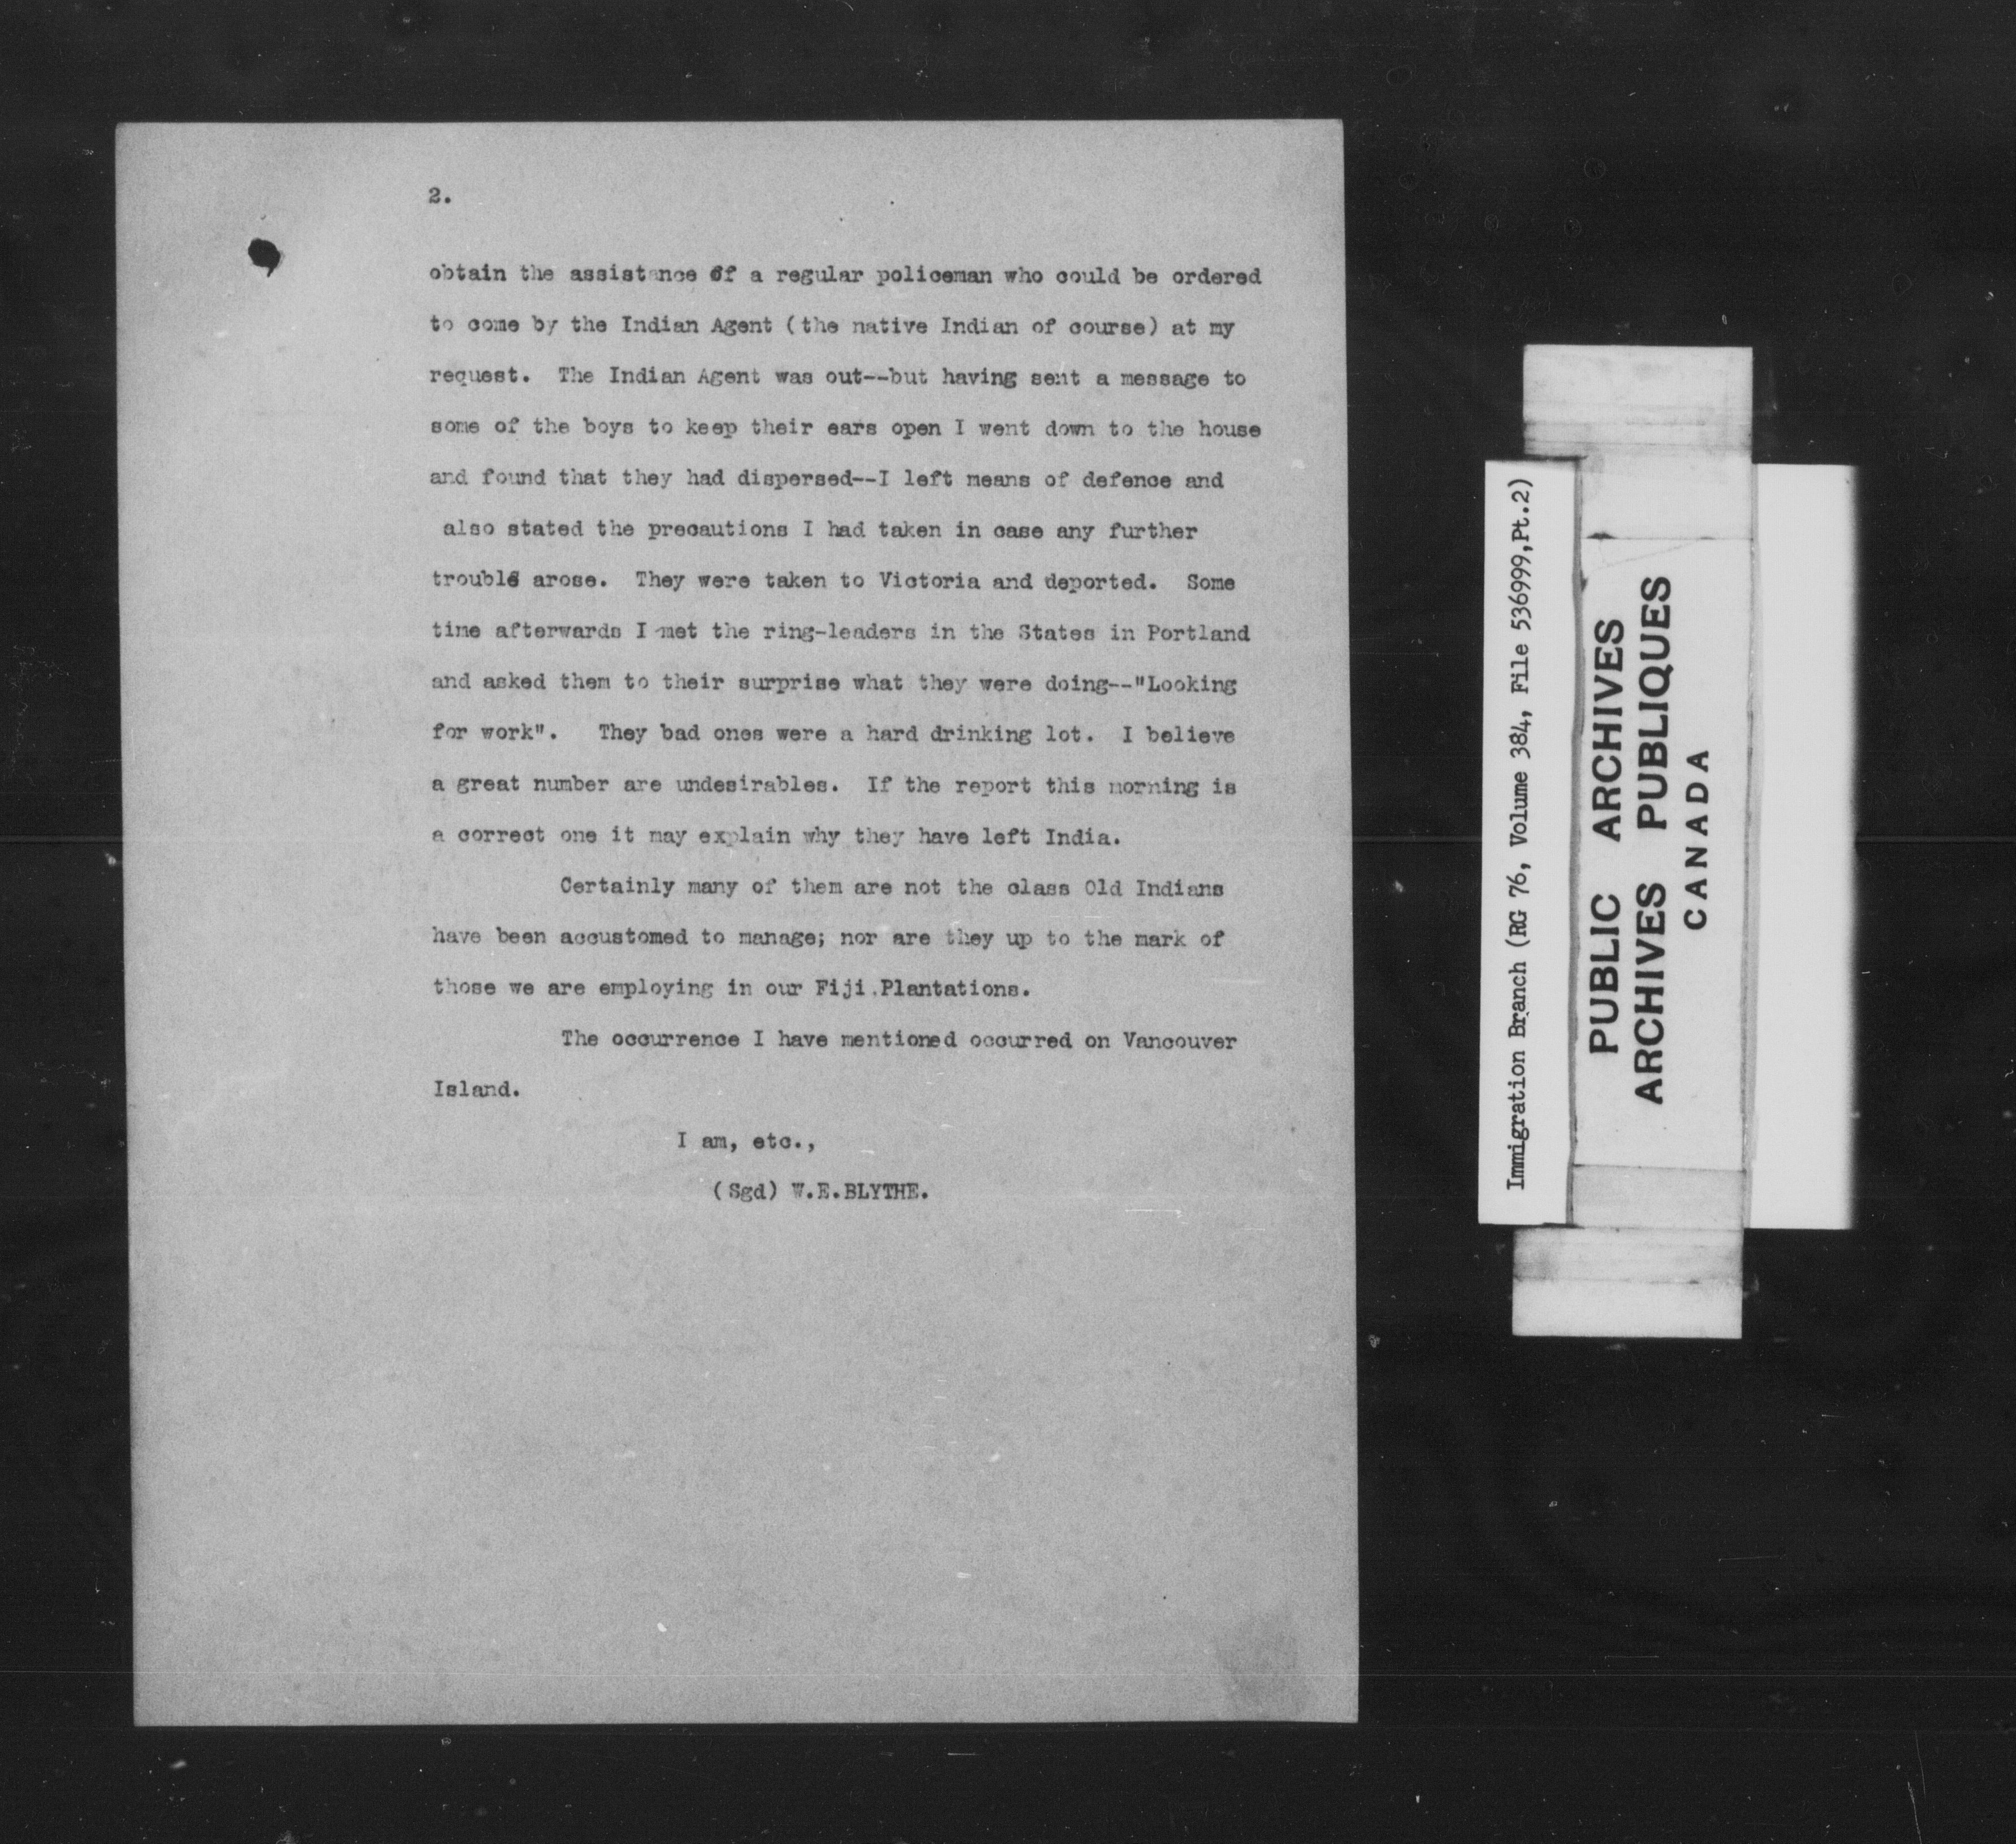 2.
obtain the assistance of a regular policeman who could be ordered
to come by the Indian Agent (the native Indian of course) at my
request. The Indian Agent was out--but having sent a message to
some of the boys to keep their ears open I went down to the house
and found that they had dispersed--I left means of defence and
also stated the precautions I had taken in case any further
trouble arose. They were taken to Victoria and deported. Some
time afterwards I met the ring-leaders in the States in Portland
and asked them to their surprise what they were doing--"Looking
for work". They bad ones were a hard drinking lot. I believe
a great number are undesirables. If the report this morning is
a correct one it may explain why they have left India.
Certainly many of them are not the class Old Indians
have been accustomed to manage; nor are they up to the mark of
those we are employing in our Fiji.Plantations.
The occurrence I have mentioned occurred on Vancouver
Island.
I am, etc.,
(Sgd) W.E.BLYTHE.
Immigration Branch (RG 76, Volume 384, File 536999,Pt.2)
PUBLIC ARCHIVES
ARCHIVES PUBLIQUES
CANADA